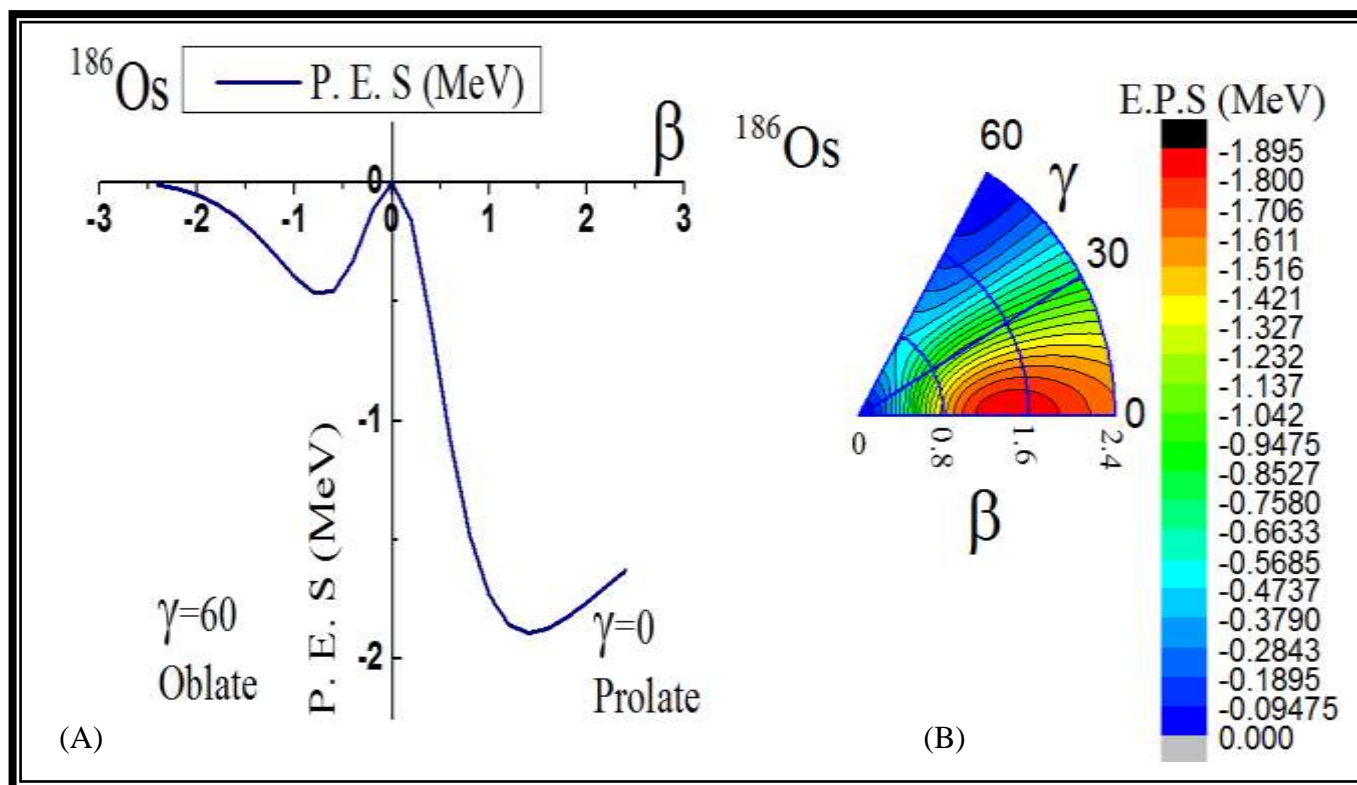 ¹⁸⁶Os
P. E. S (MeV)
β
-3 -2 -1 0 1 2 3
0
-1
-2
P. E. S (MeV)
γ=60
Oblate
γ=0
Prolate
(A)
¹⁸⁶Os
60
γ
30
0
0 0.8 1.6 2.4
β
(B)
E.P.S (MeV)
-1.895
-1.800
-1.706
-1.611
-1.516
-1.421
-1.327
-1.232
-1.137
-1.042
-0.9475
-0.8527
-0.7580
-0.6633
-0.5685
-0.4737
-0.3790
-0.2843
-0.1895
-0.09475
0.000